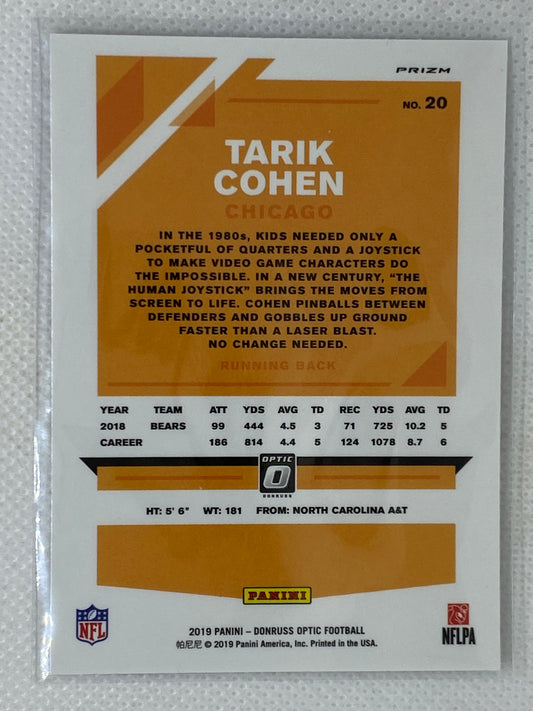 PRIZM
NO. 20
TARIK
COHEN
CHICAGO
IN THE 1980s, KIDS NEEDED ONLY A
POCKETFUL OF QUARTERS AND A JOYSTICK
TO MAKE VIDEO GAME CHARACTERS DO
THE IMPOSSIBLE. IN A NEW CENTURY, “THE
HUMAN JOYSTICK” BRINGS THE MOVES FROM
SCREEN TO LIFE. COHEN PINBALLS BETWEEN
DEFENDERS AND GOBBLES UP GROUND
FASTER THAN A LASER BLAST.
NO CHANGE NEEDED.
RUNNING BACK
YEAR TEAM ATT YDS AVG TD REC YDS AVG TD
2018 BEARS 99 444 4.5 3 71 725 10.2 5
CAREER 186 814 4.4 5 124 1078 8.7 6
OPTIC
O
DONRUSS
HT: 5' 6" WT: 181 FROM: NORTH CAROLINA A&T
PANINI
NFL
2019 PANINI – DONRUSS OPTIC FOOTBALL
帕尼尼 © 2019 Panini America, Inc. Printed in the USA.
NFLPA